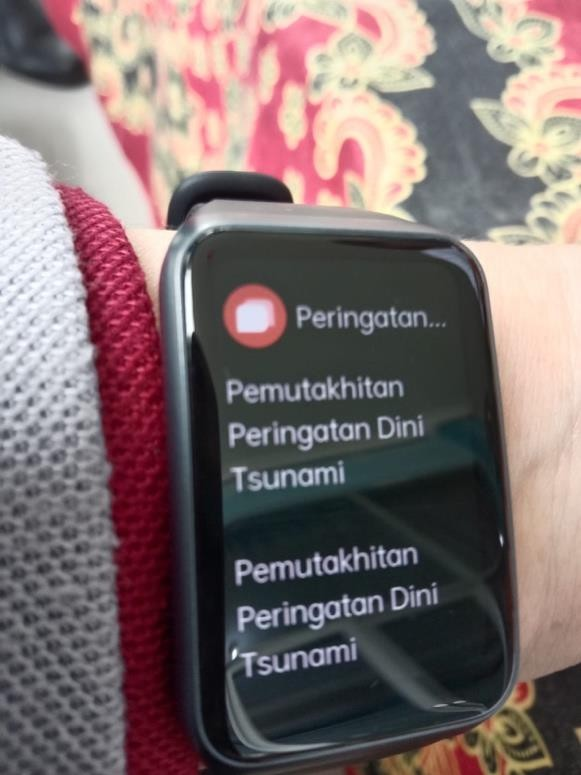 Peringatan...
Pemutakhitan
Peringatan Dini
Tsunami
Pemutakhitan
Peringatan Dini
Tsunami